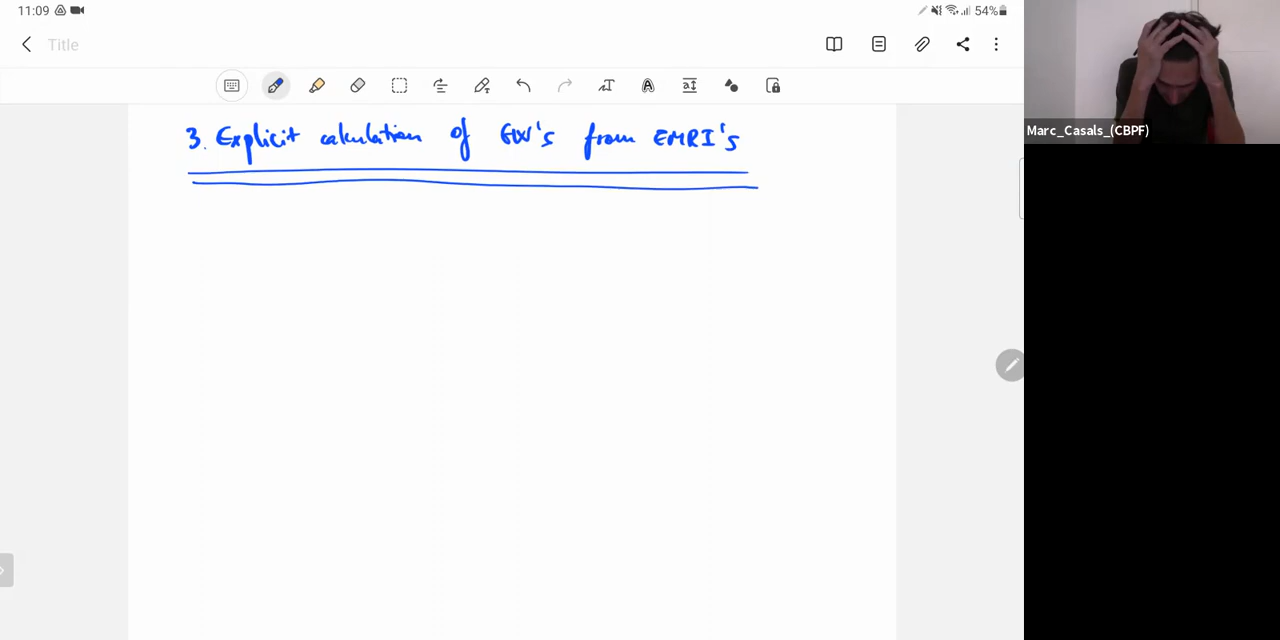 11:09
54%
Title
3. Explicit calculation of GW's from EMRI's
Marc_Casals_(CBPF)